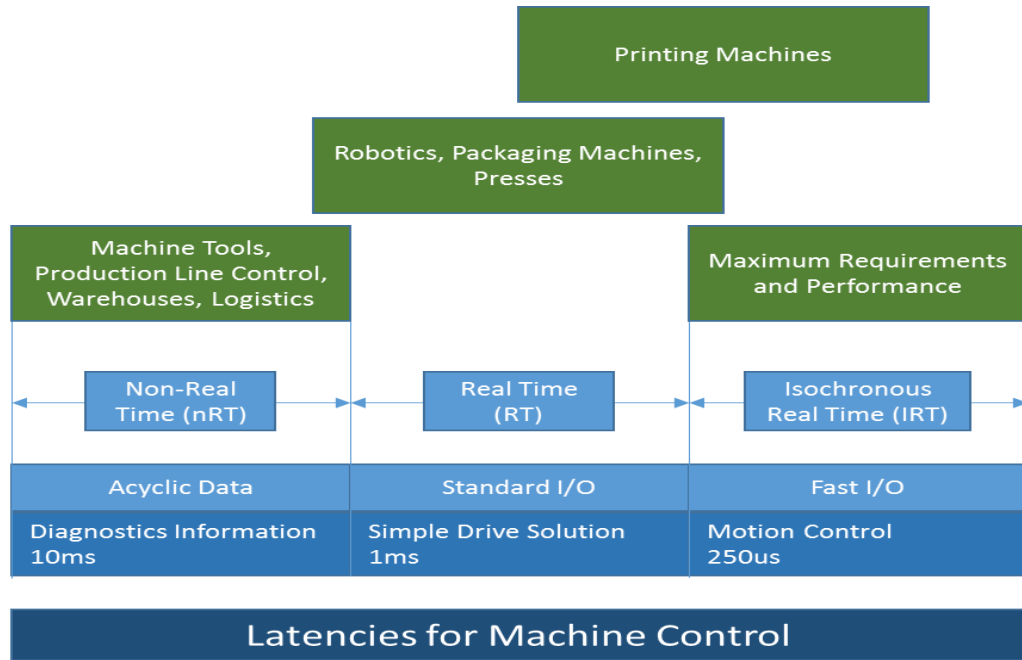 Printing Machines
Robotics, Packaging Machines,
Presses
Machine Tools,
Production Line Control,
Warehouses, Logistics
Maximum Requirements
and Performance
Non-Real
Time (nRT)
Real Time
(RT)
Isochronous
Real Time (IRT)
Acyclic Data
Standard I/O
Fast I/O
Diagnostics Information
10ms
Simple Drive Solution
1ms
Motion Control
250us
Latencies for Machine Control